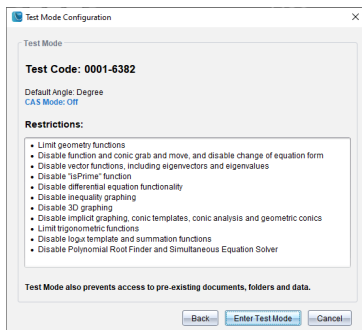 Test Mode Configuration
Test Mode
Test Code: 0001-6382
Default Angle: Degree
CAS Mode: Off
Restrictions:
• Limit geometry functions
• Disable function and conic grab and move, and disable change of equation form
• Disable vector functions, including eigenvectors and eigenvalues
• Disable "isPrime" function
• Disable differential equation functionality
• Disable inequality graphing
• Disable 3D graphing
• Disable implicit graphing, conic templates, conic analysis and geometric conics
• Limit trigonometric functions
• Disable logₐx template and summation functions
• Disable Polynomial Root Finder and Simultaneous Equation Solver
Test Mode also prevents access to pre-existing documents, folders and data.
Back Enter Test Mode Cancel